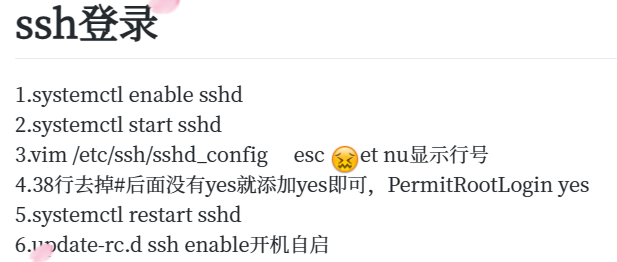 ssh登录
1.systemctl enable sshd
2.systemctl start sshd
3.vim /etc/ssh/sshd_config esc 😖et nu显示行号
4.38行去掉#后面没有yes就添加yes即可，PermitRootLogin yes
5.systemctl restart sshd
6.update-rc.d ssh enable开机自启